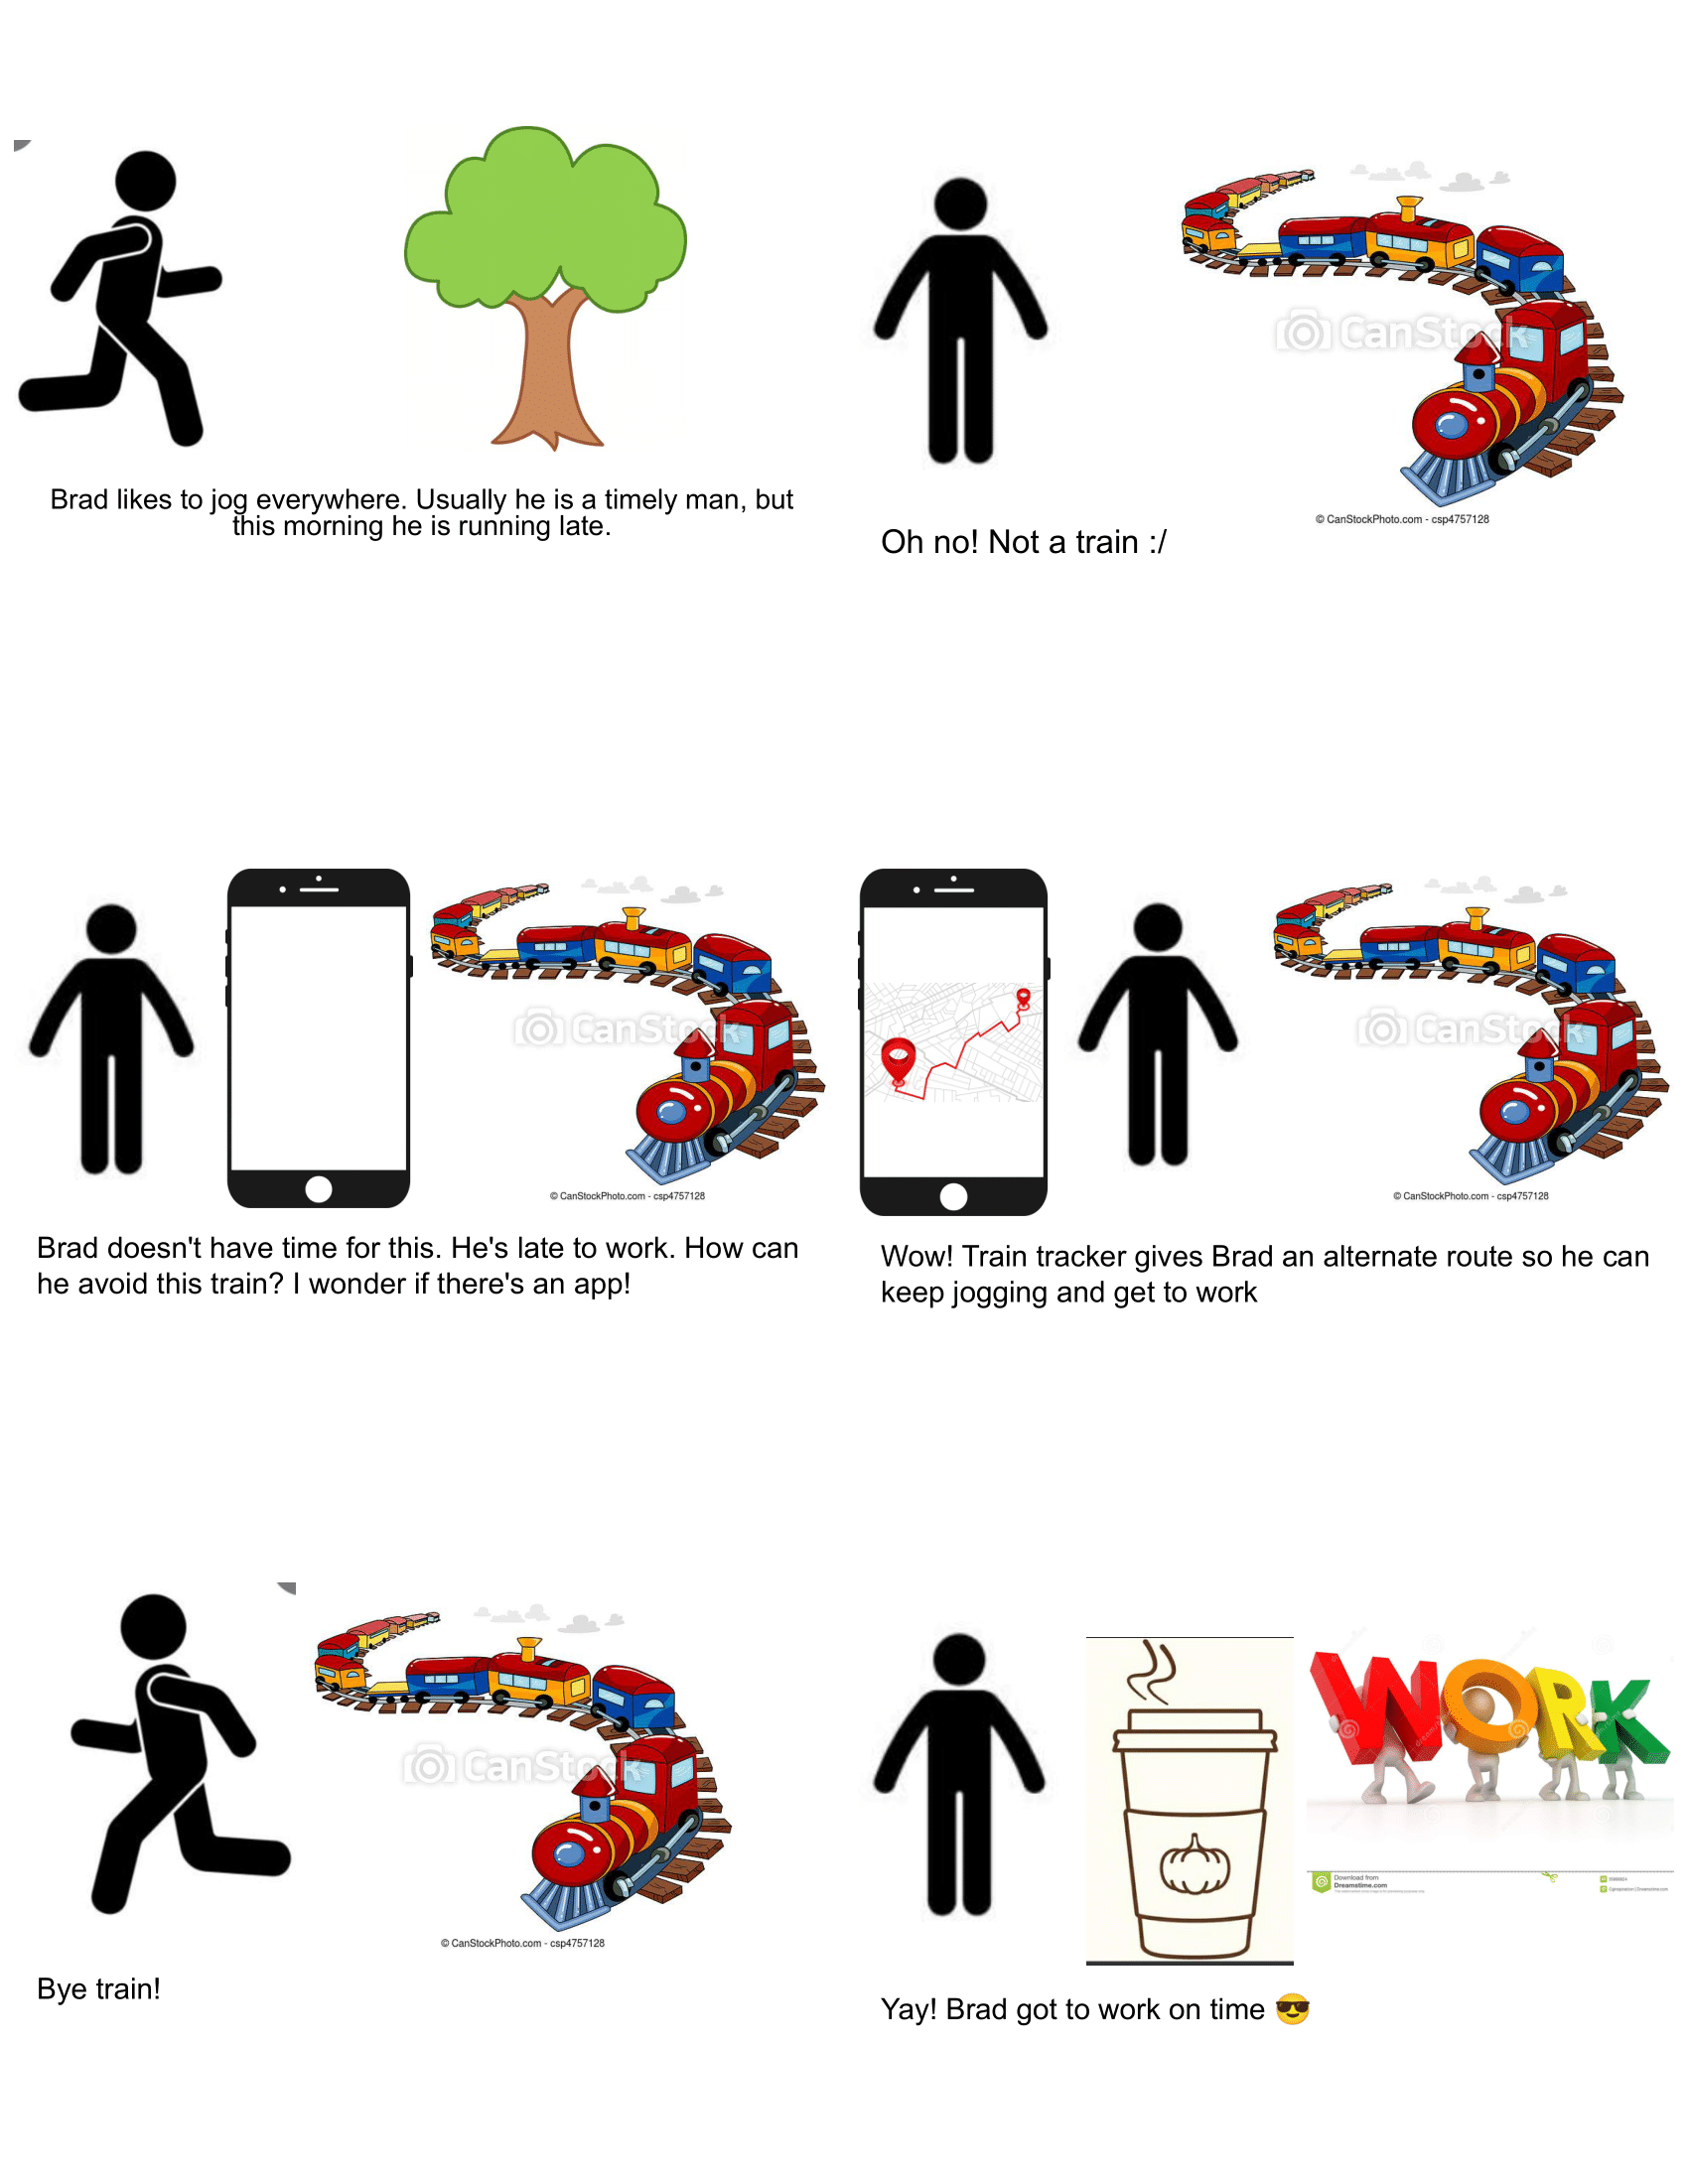 Brad likes to jog everywhere. Usually he is a timely man, but
this morning he is running late.
CanStock
© CanStockPhoto.com - csp4757128
Oh no! Not a train :/
CanStock
© CanStockPhoto.com - csp4757128
Brad doesn't have time for this. He's late to work. How can
he avoid this train? I wonder if there's an app!
CanStock
© CanStockPhoto.com - csp4757128
Wow! Train tracker gives Brad an alternate route so he can
keep jogging and get to work
CanStock
© CanStockPhoto.com - csp4757128
Bye train!
WORK
Download from
Dreamstime.com
Yay! Brad got to work on time 😎